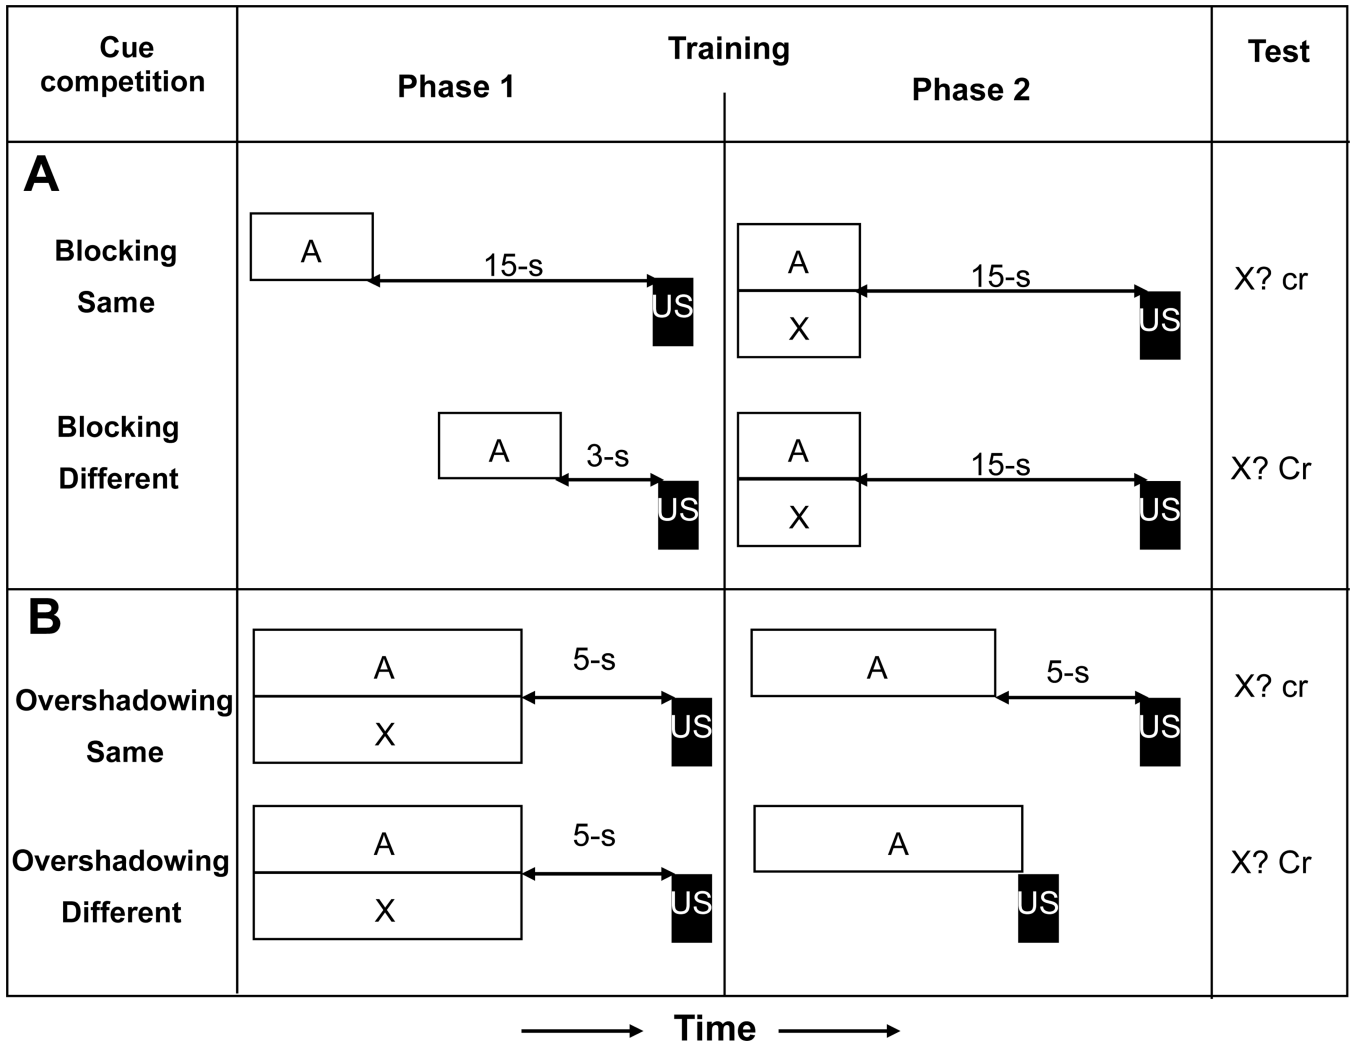 Cue
competition
Training
Phase 1
Phase 2
Test
A
Blocking
Same
A
15-s
US
A
X
15-s
US
X? cr
Blocking
Different
A
3-s
US
A
X
15-s
US
X? Cr
B
Overshadowing
Same
A
X
5-s
US
A
5-s
US
X? cr
Overshadowing
Different
A
X
5-s
US
A
US
X? Cr
Time